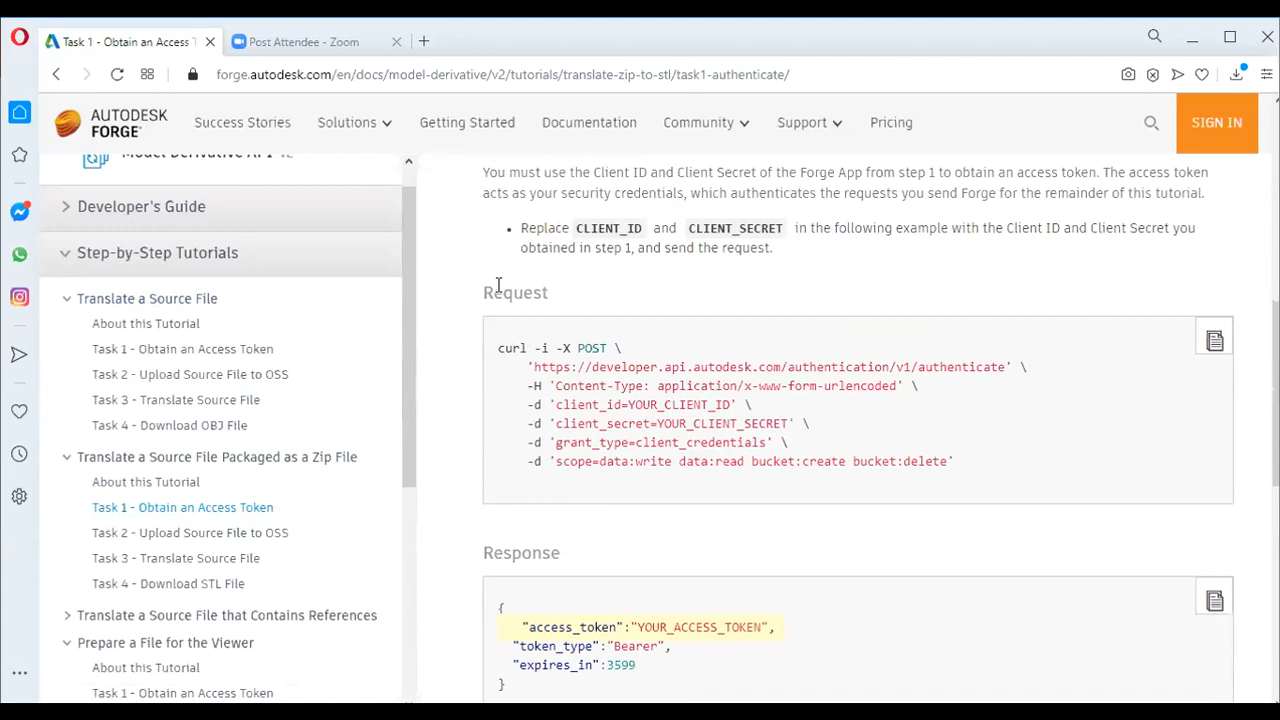 Task 1 - Obtain an Access T
Post Attendee - Zoom
forge.autodesk.com/en/docs/model-derivative/v2/tutorials/translate-zip-to-stl/task1-authenticate/
AUTODESK
FORGE
Success Stories
Solutions
Getting Started
Documentation
Community
Support
Pricing
SIGN IN
Model Derivative API v2
Developer's Guide
Step-by-Step Tutorials
Translate a Source File
About this Tutorial
Task 1 - Obtain an Access Token
Task 2 - Upload Source File to OSS
Task 3 - Translate Source File
Task 4 - Download OBJ File
Translate a Source File Packaged as a Zip File
About this Tutorial
Task 1 - Obtain an Access Token
Task 2 - Upload Source File to OSS
Task 3 - Translate Source File
Task 4 - Download STL File
Translate a Source File that Contains References
Prepare a File for the Viewer
About this Tutorial
Task 1 - Obtain an Access Token
You must use the Client ID and Client Secret of the Forge App from step 1 to obtain an access token. The access token
acts as your security credentials, which authenticates the requests you send Forge for the remainder of this tutorial.
• Replace CLIENT_ID and CLIENT_SECRET in the following example with the Client ID and Client Secret you
obtained in step 1, and send the request.
Request
curl -i -X POST \
'https://developer.api.autodesk.com/authentication/v1/authenticate' \
-H 'Content-Type: application/x-www-form-urlencoded' \
-d 'client_id=YOUR_CLIENT_ID' \
-d 'client_secret=YOUR_CLIENT_SECRET' \
-d 'grant_type=client_credentials' \
-d 'scope=data:write data:read bucket:create bucket:delete'
Response
{
"access_token":"YOUR_ACCESS_TOKEN",
"token_type":"Bearer",
"expires_in":3599
}